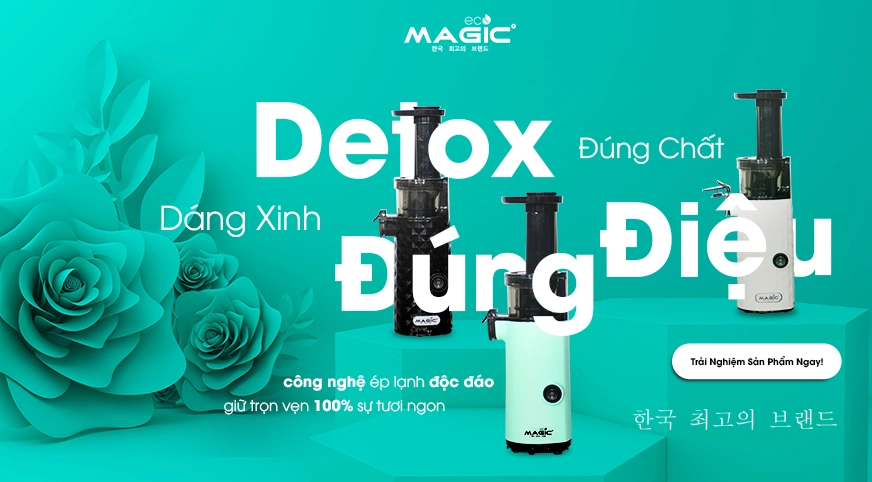 eco
MAGIC
한국 최고의 브랜드
Detox
Đúng Chất
Dáng Xinh
Đúng Điệu
MAGIC
MAGIC
eco
MAGIC
công nghệ ép lạnh độc đáo
giữ trọn vẹn 100% sự tươi ngon
Trải Nghiệm Sản Phẩm Ngay!
한국 최고의 브랜드